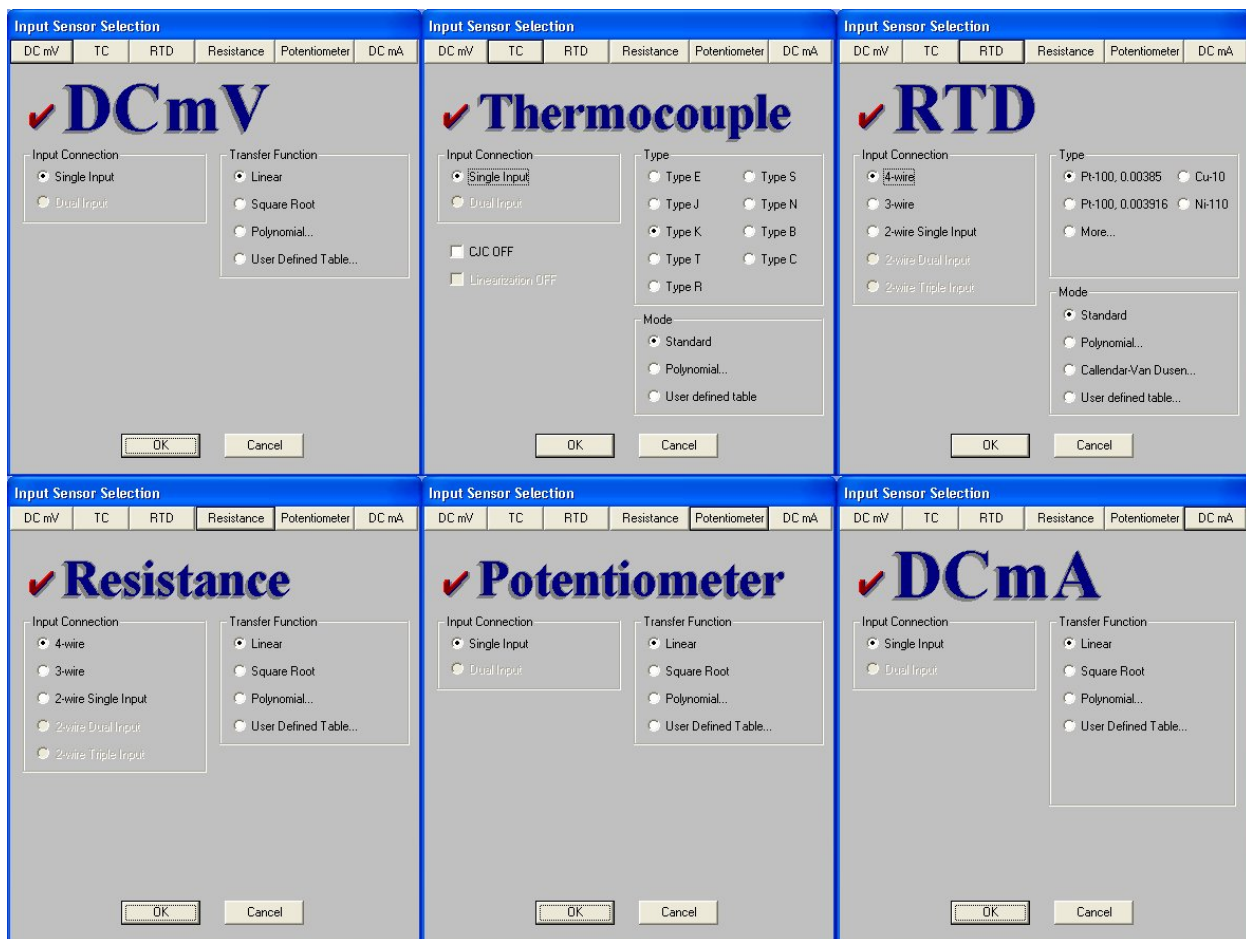 Input Sensor Selection
DC mV TC RTD Resistance Potentiometer DC mA
DCmV
Input Connection
Single Input
Dual Input
Transfer Function
Linear
Square Root
Polynomial...
User Defined Table...
OK Cancel
Input Sensor Selection
DC mV TC RTD Resistance Potentiometer DC mA
Thermocouple
Input Connection
Single Input
Dual Input
CJC OFF
Linearization OFF
Type
Type E Type S
Type J Type N
Type K Type B
Type T Type C
Type R
Mode
Standard
Polynomial...
User defined table
OK Cancel
Input Sensor Selection
DC mV TC RTD Resistance Potentiometer DC mA
RTD
Input Connection
4-wire
3-wire
2-wire Single Input
2-wire Dual Input
2-wire Triple Input
Type
Pt-100, 0.00385 Cu-10
Pt-100, 0.003916 Ni-110
More...
Mode
Standard
Polynomial...
Callendar-Van Dusen...
User defined table...
OK Cancel
Input Sensor Selection
DC mV TC RTD Resistance Potentiometer DC mA
Resistance
Input Connection
4-wire
3-wire
2-wire Single Input
2-wire Dual Input
2-wire Triple Input
Transfer Function
Linear
Square Root
Polynomial...
User Defined Table...
OK Cancel
Input Sensor Selection
DC mV TC RTD Resistance Potentiometer DC mA
Potentiometer
Input Connection
Single Input
Dual Input
Transfer Function
Linear
Square Root
Polynomial...
User Defined Table...
OK Cancel
Input Sensor Selection
DC mV TC RTD Resistance Potentiometer DC mA
DCmA
Input Connection
Single Input
Dual Input
Transfer Function
Linear
Square Root
Polynomial...
User Defined Table...
OK Cancel